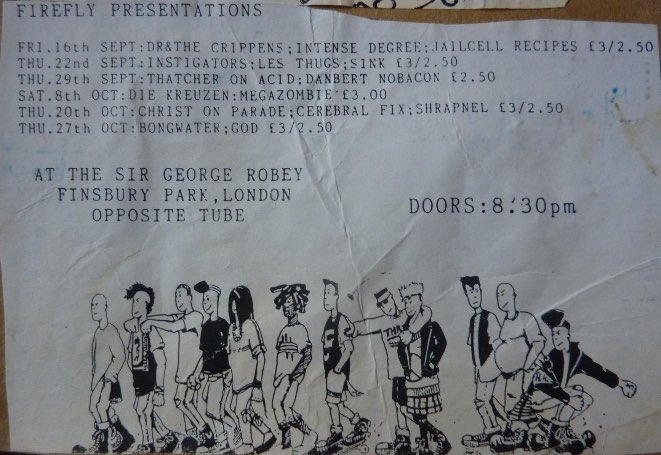 FIREFLY PRESENTATIONS
FRI.16th SEPT:DR&THE CRIPPENS;INTENSE DEGREE;JAILCELL RECIPES £3/2.50
THU.22nd SEPT:INSTIGATORS;LES THUGS;SINK £3/2.50
THU.29th SEPT:THATCHER ON ACID;DANBERT NOBACON £2.50
SAT.8th OCT:DIE KREUZEN:MEGAZOMBIE £3.00
THU.20th OCT:CHRIST ON PARADE;CEREBRAL FIX;SHRAPNEL £3/2.50
THU.27th OCT:BONGWATER;GOD £3/2.50
AT THE SIR GEORGE ROBEY
FINSBURY PARK,LONDON
OPPOSITE TUBE
DOORS:8.30pm